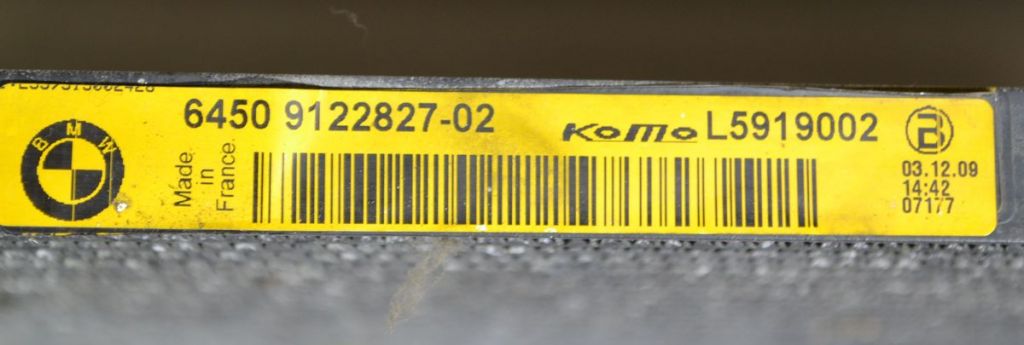 6450 9122827-02
KoMo L5919002
BMW
Made
in
France.
03.12.09
14:42
07177